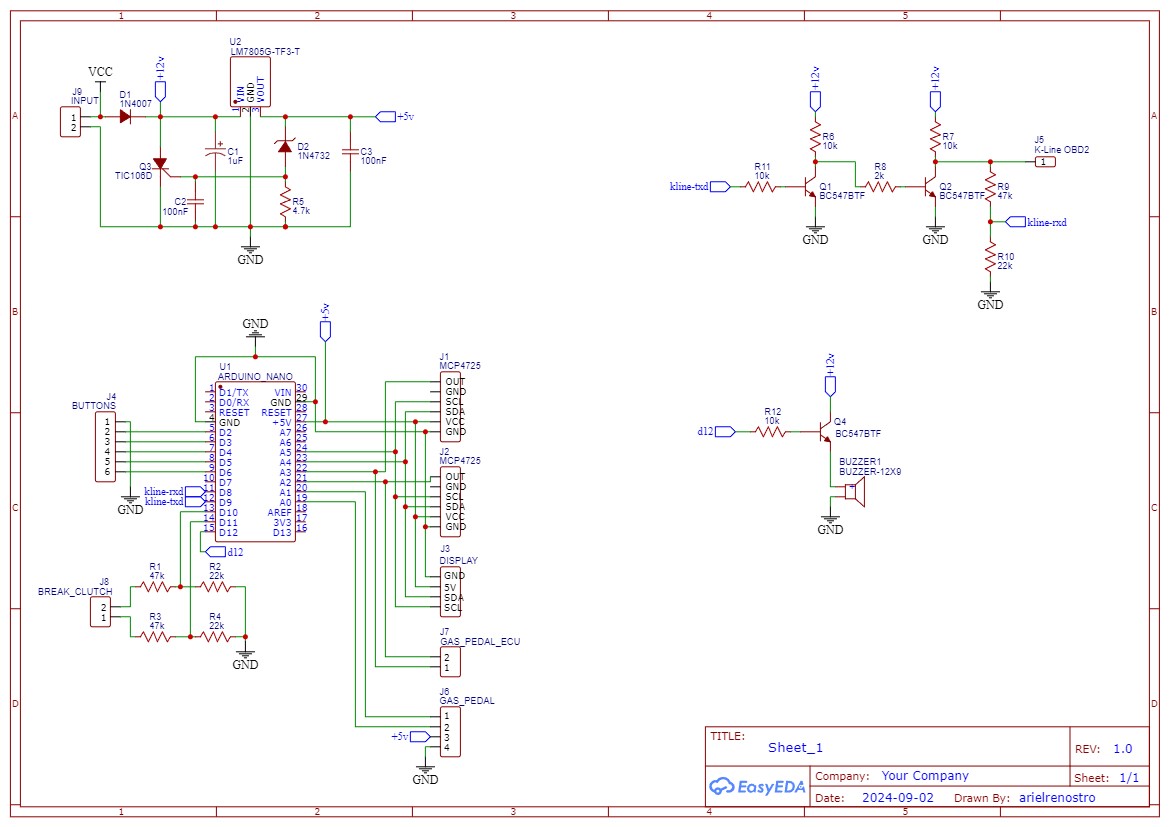 1
2
3
4
5
A
B
C
D
A
B
C
D
1
2
3
4
5
VCC
J9
INPUT
1
2
D1
1N4007
+12v
U2
LM7805G-TF3-T
VIN
GND
VOUT
1
2
3
+5v
Q3
TIC106D
C1
1uF
C2
100nF
D2
1N4732
R5
4.7k
C3
100nF
GND
kline-txd
R11
10k
+12v
R6
10k
Q1
BC547BTF
GND
R8
2k
+12v
R7
10k
Q2
BC547BTF
GND
J5
K-Line OBD2
1
R9
47k
kline-rxd
R10
22k
GND
GND
+5v
U1
ARDUINO_NANO
1 D1/TX VIN 30
2 D0/RX GND 29
3 RESET RESET 28
4 GND +5V 27
5 D2 A7 26
6 D3 A6 25
7 D4 A5 24
8 D5 A4 23
9 D6 A3 22
10 D7 A2 21
11 D8 A1 20
12 D9 A0 19
13 D10 AREF 18
14 D11 3V3 17
15 D12 D13 16
J4
BUTTONS
1
2
3
4
5
6
GND
kline-rxd
kline-txd
d12
J8
BREAK_CLUTCH
2
1
R1
47k
R2
22k
R3
47k
R4
22k
GND
J1
MCP4725
OUT
GND
SCL
SDA
VCC
GND
J2
MCP4725
OUT
GND
SCL
SDA
VCC
GND
J3
DISPLAY
GND
5V
SDA
SCL
J7
GAS_PEDAL_ECU
2
1
J6
GAS_PEDAL
1
2
3
4
+5v
GND
d12
R12
10k
+12v
Q4
BC547BTF
BUZZER1
BUZZER-12X9
GND
TITLE:
Sheet_1
REV: 1.0
EasyEDA
Company: Your Company
Sheet: 1/1
Date: 2024-09-02 Drawn By: arielrenostro